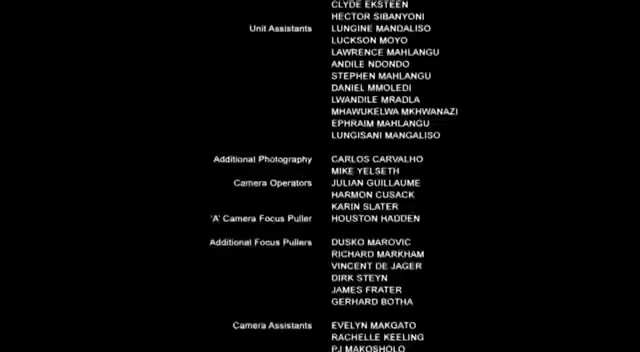 CLYDE EKSTEEN
HECTOR SIBANYONI
Unit Assistants LUNGINE MANDALISO
LUCKSON MOYO
LAWRENCE MAHLANGU
ANDILE NDONDO
STEPHEN MAHLANGU
DANIEL MMOLEDI
LWANDILE MRADLA
MHAWUKELWA MKHWANAZI
EPHRAIM MAHLANGU
LUNGISANI MANGALISO
Additional Photography CARLOS CARVALHO
MIKE YELSETH
Camera Operators JULIAN GUILLAUME
HARMON CUSACK
KARIN SLATER
'A' Camera Focus Puller HOUSTON HADDEN
Additional Focus Pullers DUSKO MAROVIC
RICHARD MARKHAM
VINCENT DE JAGER
DIRK STEYN
JAMES FRATER
GERHARD BOTHA
Camera Assistants EVELYN MAKGATO
RACHELLE KEELING
PJ MAKOSHOLO